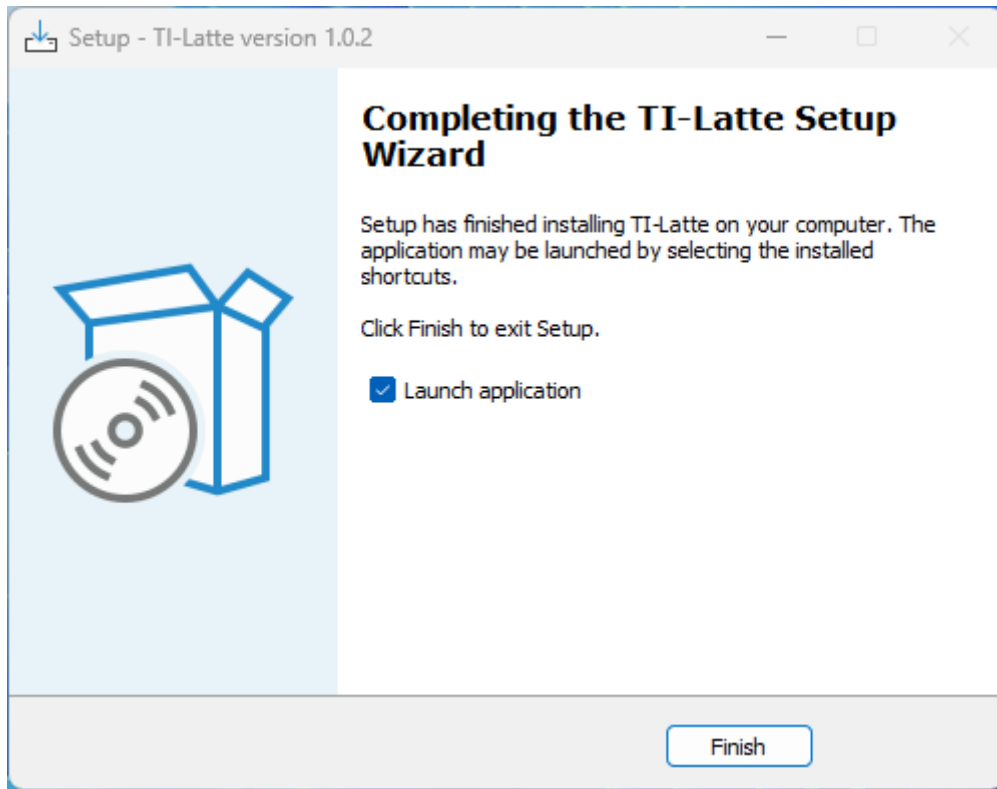 Setup - TI-Latte version 1.0.2
Completing the TI-Latte Setup
Wizard
Setup has finished installing TI-Latte on your computer. The
application may be launched by selecting the installed
shortcuts.
Click Finish to exit Setup.
Launch application
Finish